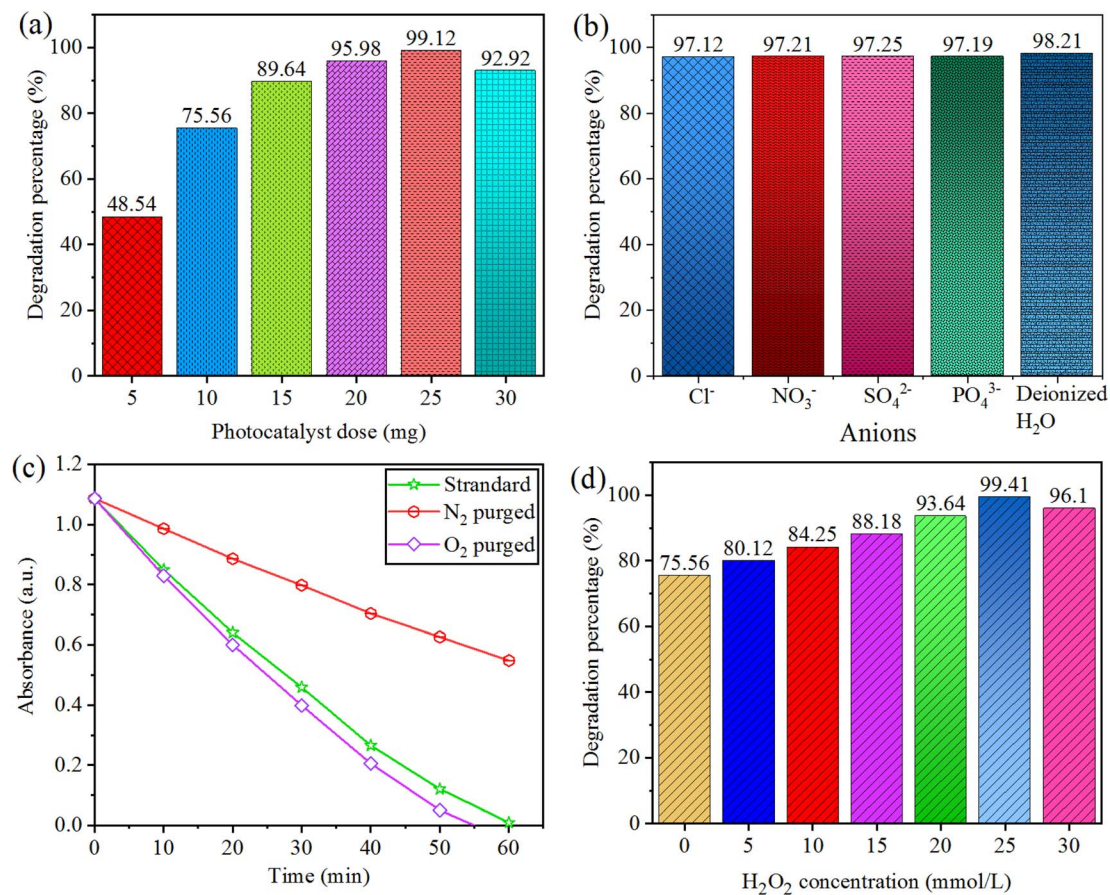 (a)
Degradation percentage (%)
100
80
60
40
20
0
48.54
75.56
89.64
95.98
99.12
92.92
5 10 15 20 25 30
Photocatalyst dose (mg)
(b)
Degradation percentage (%)
100
80
60
40
20
0
97.12
97.21
97.25
97.19
98.21
Cl⁻ NO₃⁻ SO₄²⁻ PO₄³⁻ Deionized
H₂O
Anions
(c)
Absorbance (a.u.)
1.2
1.0
0.8
0.6
0.4
0.2
0.0
Strandard
N₂ purged
O₂ purged
0 10 20 30 40 50 60
Time (min)
(d)
Degradation percentage (%)
100
80
60
40
20
0
75.56
80.12
84.25
88.18
93.64
99.41
96.1
0 5 10 15 20 25 30
H₂O₂ concentration (mmol/L)